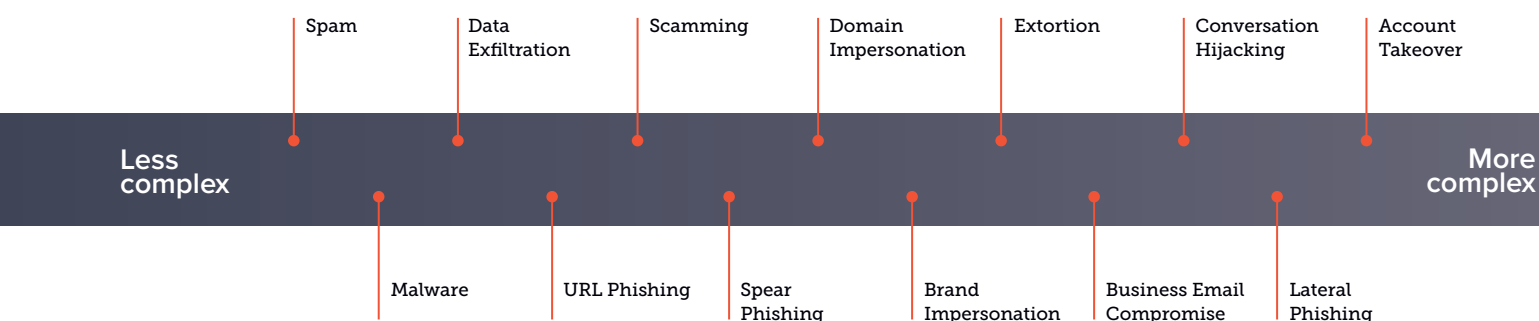 Spam
Data
Exfiltration
Scamming
Domain
Impersonation
Extortion
Conversation
Hijacking
Account
Takeover
Less
complex
More
complex
Malware
URL Phishing
Spear
Phishing
Brand
Impersonation
Business Email
Compromise
Lateral
Phishing